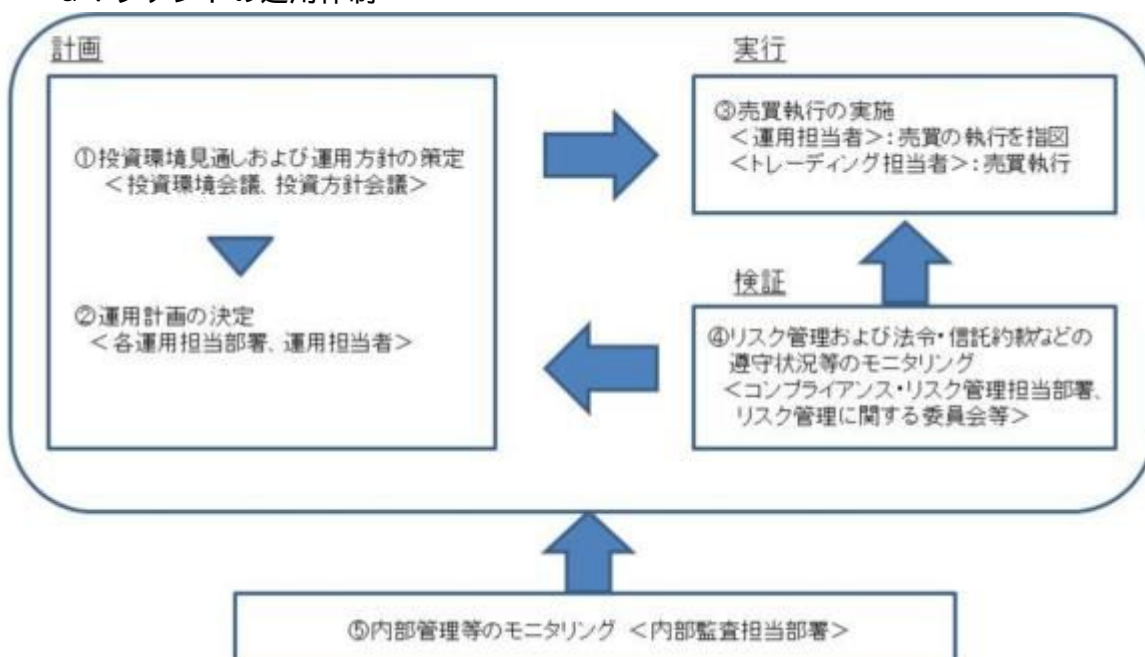 の運用体制
計画
①投資環境見通しおよび運用方針の策定
＜投資環境会議、投資方針会議＞
②運用計画の決定
＜各運用担当部署、運用担当者＞
実行
③売買執行の実施
＜運用担当者＞：売買の執行を指図
＜トレーディング担当者＞：売買執行
検証
④リスク管理および法令・信託約款などの
遵守状況等のモニタリング
＜コンプライアンス・リスク管理担当部署、
リスク管理に関する委員会等＞
⑤内部管理等のモニタリング ＜内部監査担当部署＞